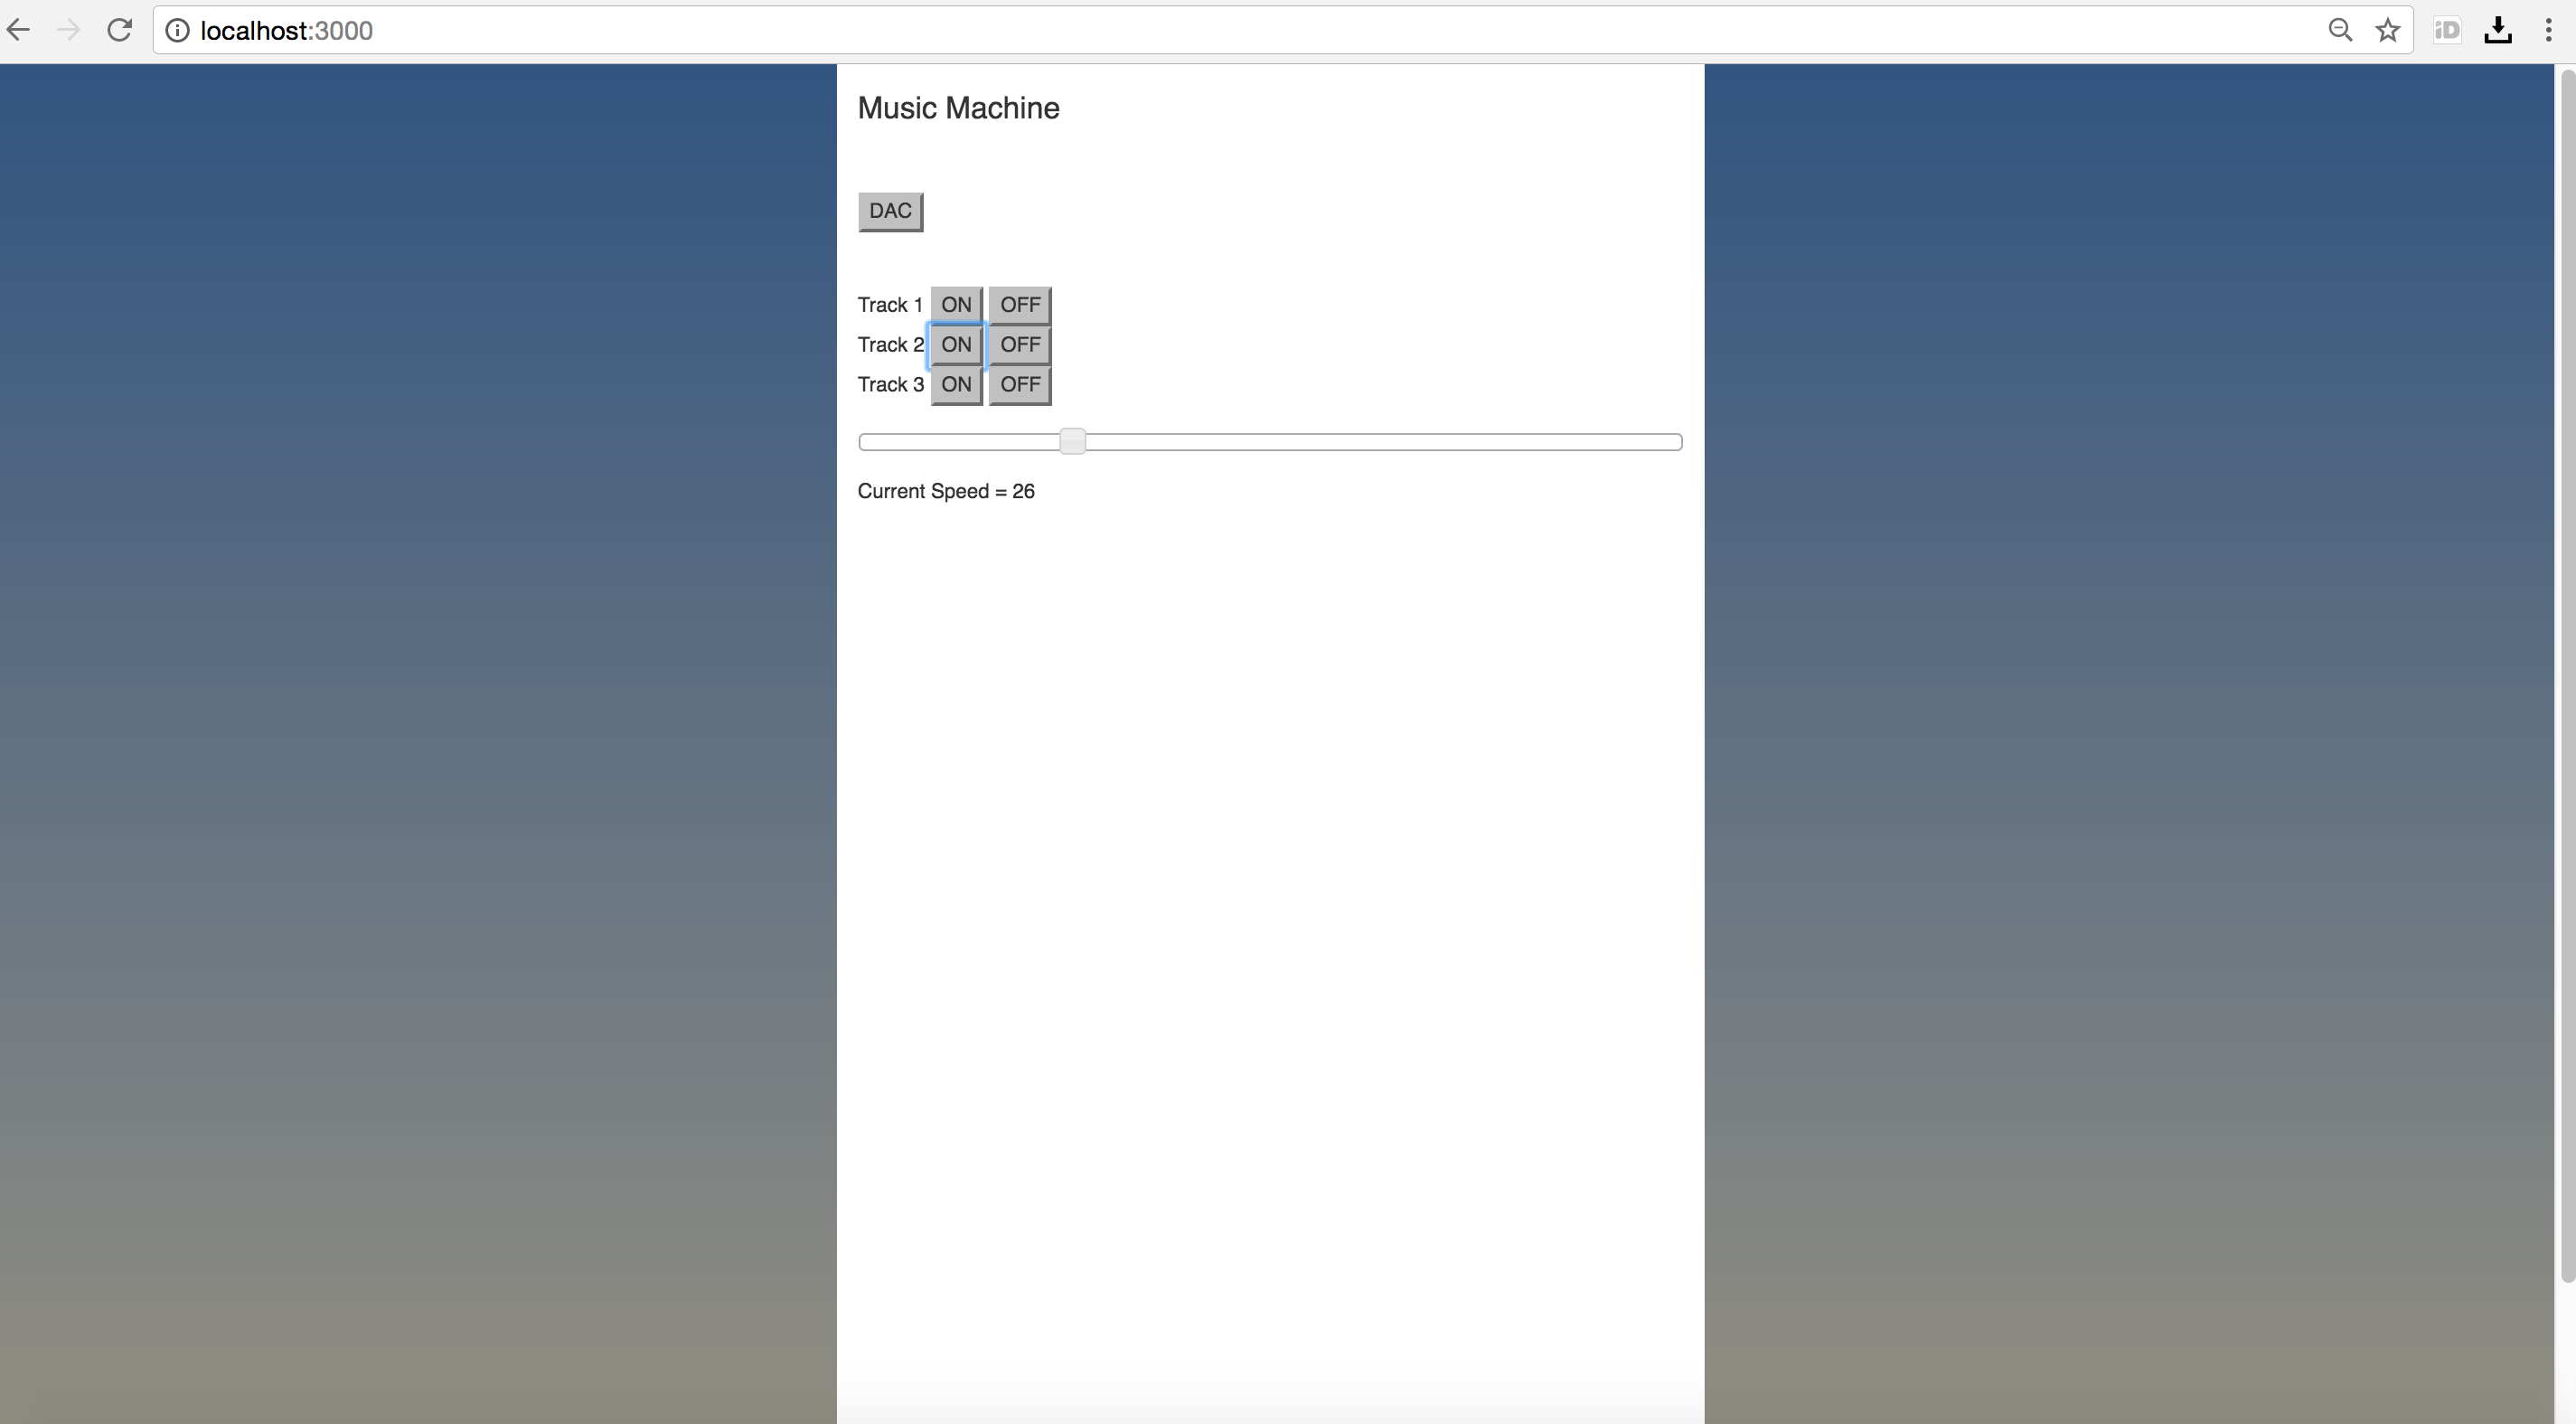 localhost:3000
iD
Music Machine
DAC
Track 1 ON OFF
Track 2 ON OFF
Track 3 ON OFF
Current Speed = 26